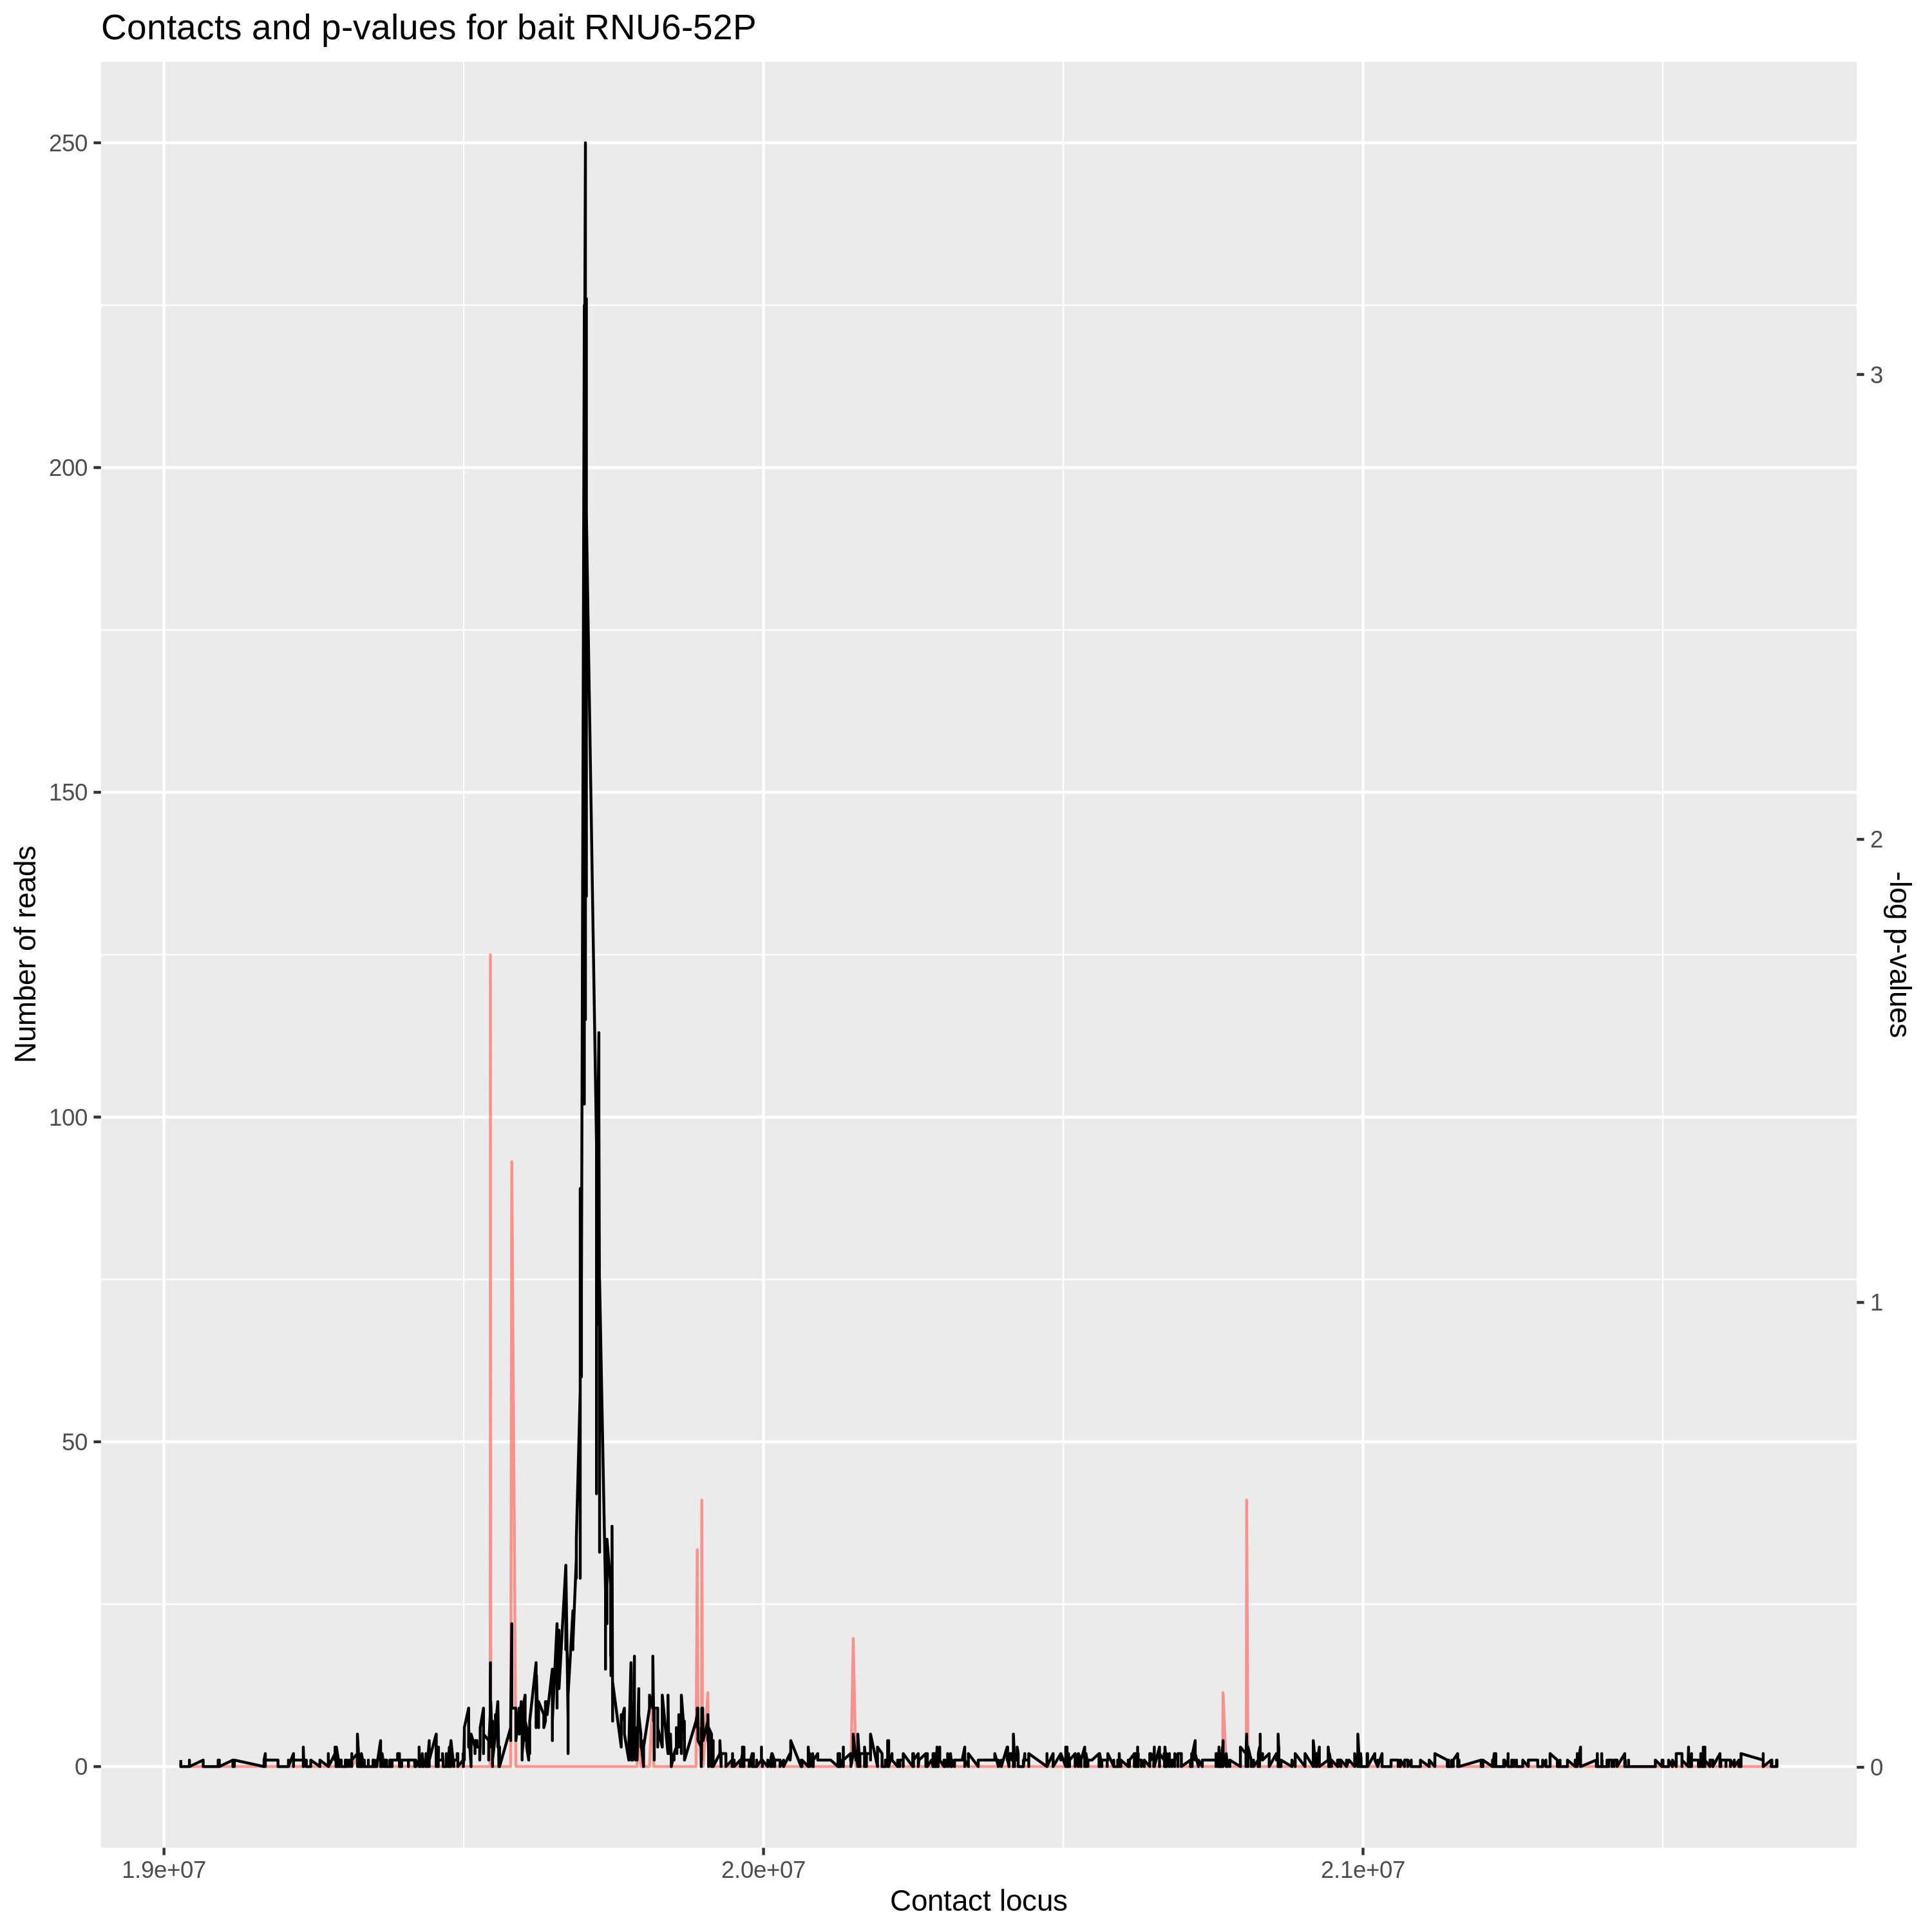 Contacts and p-values for bait RNU6-52P
250
200
150
100
50
0
Number of reads
3
2
1
0
-log p-values
1.9e+07
2.0e+07
2.1e+07
Contact locus